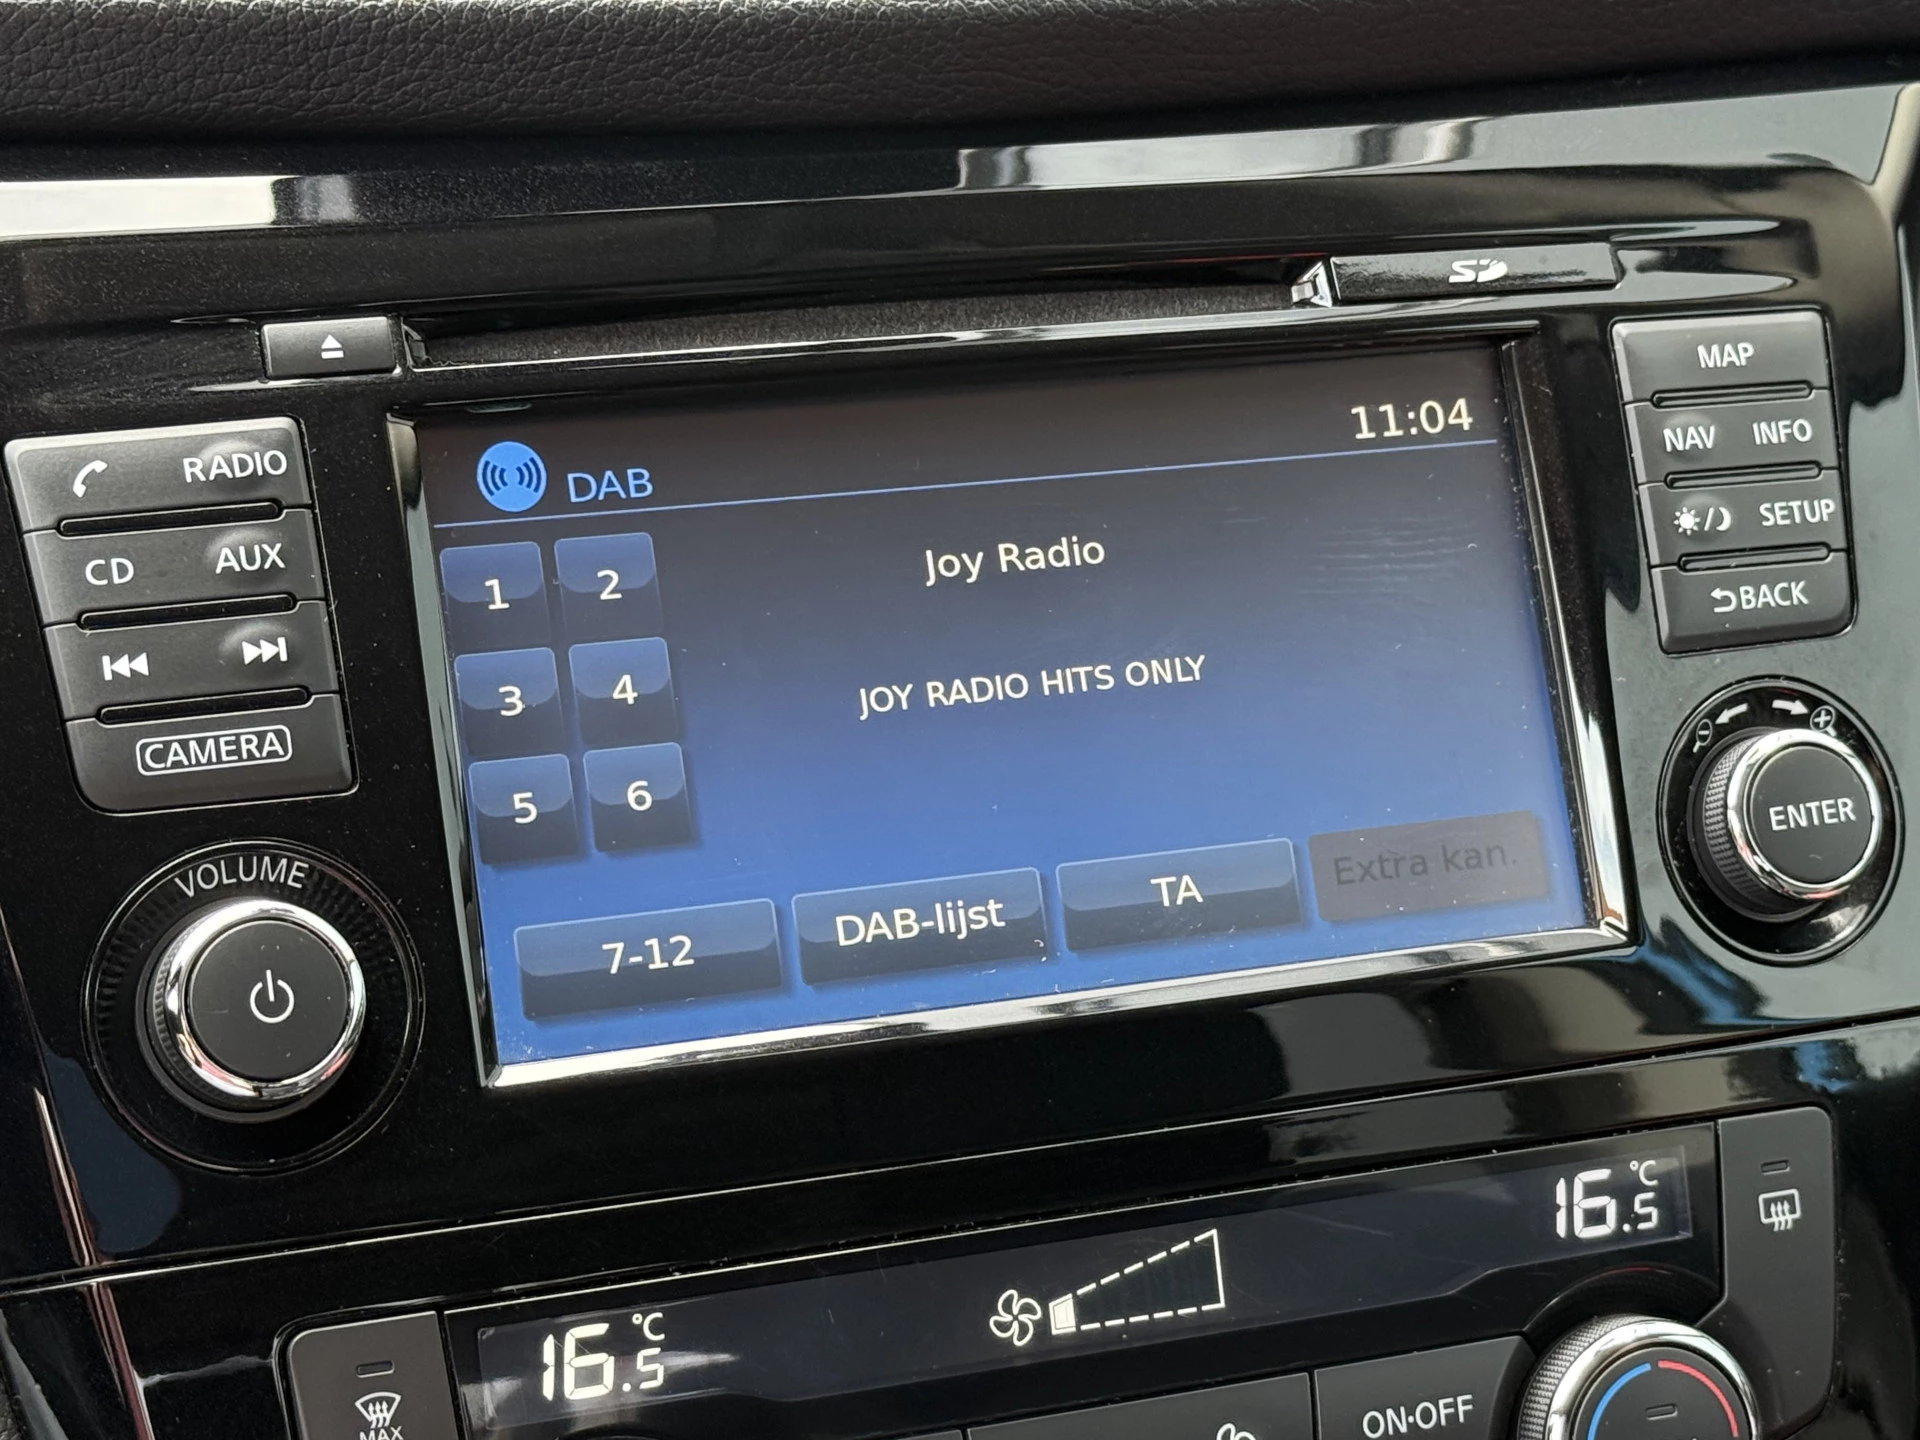 SD
MAP
NAV INFO
SETUP
BACK
ENTER
RADIO
CD AUX
CAMERA
VOLUME
11:04
DAB
1 2
3 4
5 6
Joy Radio
JOY RADIO HITS ONLY
7-12 DAB-lijst TA Extra kan.
16.5 °C
16.5 °C
MAX
ON·OFF